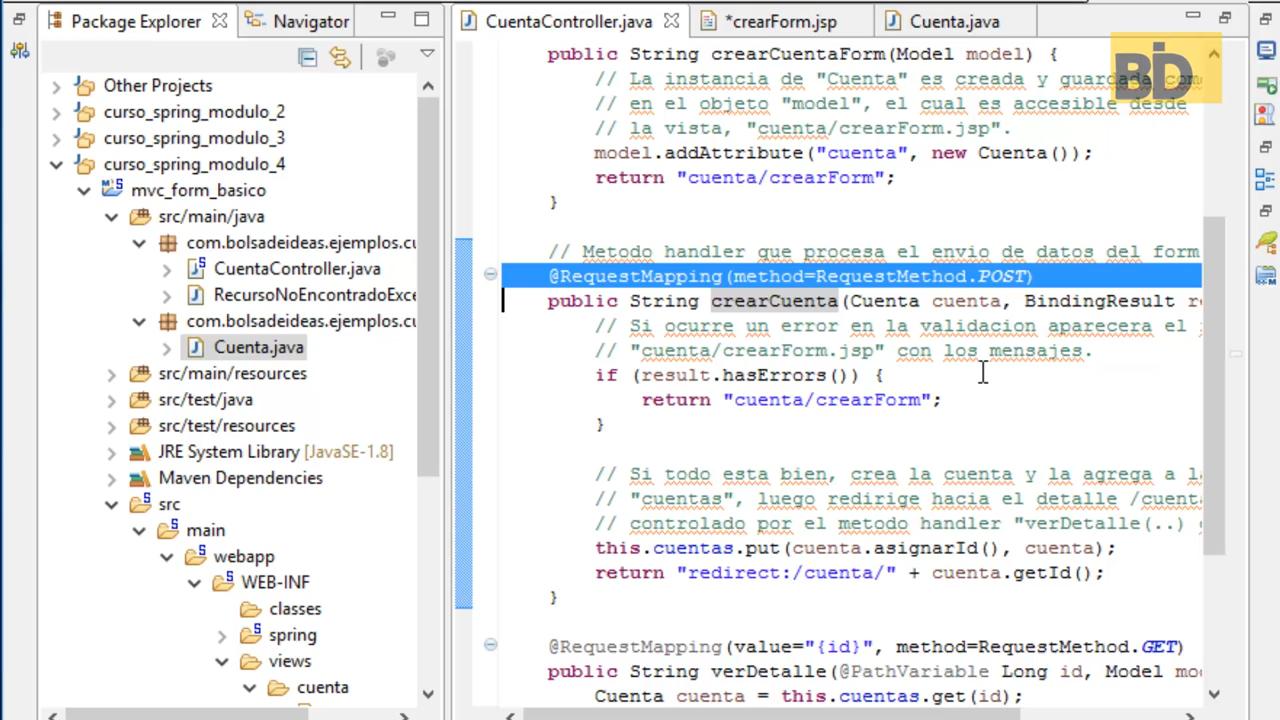 Package Explorer
Navigator
Other Projects
curso_spring_modulo_2
curso_spring_modulo_3
curso_spring_modulo_4
mvc_form_basico
src/main/java
com.bolsadeideas.ejemplos.cu
CuentaController.java
RecursoNoEncontradoExce
com.bolsadeideas.ejemplos.cu
Cuenta.java
src/main/resources
src/test/java
src/test/resources
JRE System Library [JavaSE-1.8]
Maven Dependencies
src
main
webapp
WEB-INF
classes
spring
views
cuenta
CuentaController.java
*crearForm.jsp
Cuenta.java
BD
public String crearCuentaForm(Model model) {
// La instancia de "Cuenta" es creada y guardada com
// en el objeto "model", el cual es accesible desde
// la vista, "cuenta/crearForm.jsp".
model.addAttribute("cuenta", new Cuenta());
return "cuenta/crearForm";
}
// Metodo handler que procesa el envio de datos del form
@RequestMapping(method=RequestMethod.POST)
public String crearCuenta(Cuenta cuenta, BindingResult re
// Si ocurre un error en la validacion aparecera el
// "cuenta/crearForm.jsp" con los mensajes.
if (result.hasErrors()) {
return "cuenta/crearForm";
}
// Si todo esta bien, crea la cuenta y la agrega a l
// "cuentas", luego redirige hacia el detalle /cuent
// controlado por el metodo handler "verDetalle(..)
this.cuentas.put(cuenta.asignarId(), cuenta);
return "redirect:/cuenta/" + cuenta.getId();
}
@RequestMapping(value="{id}", method=RequestMethod.GET)
public String verDetalle(@PathVariable Long id, Model mo
Cuenta cuenta = this.cuentas.get(id);